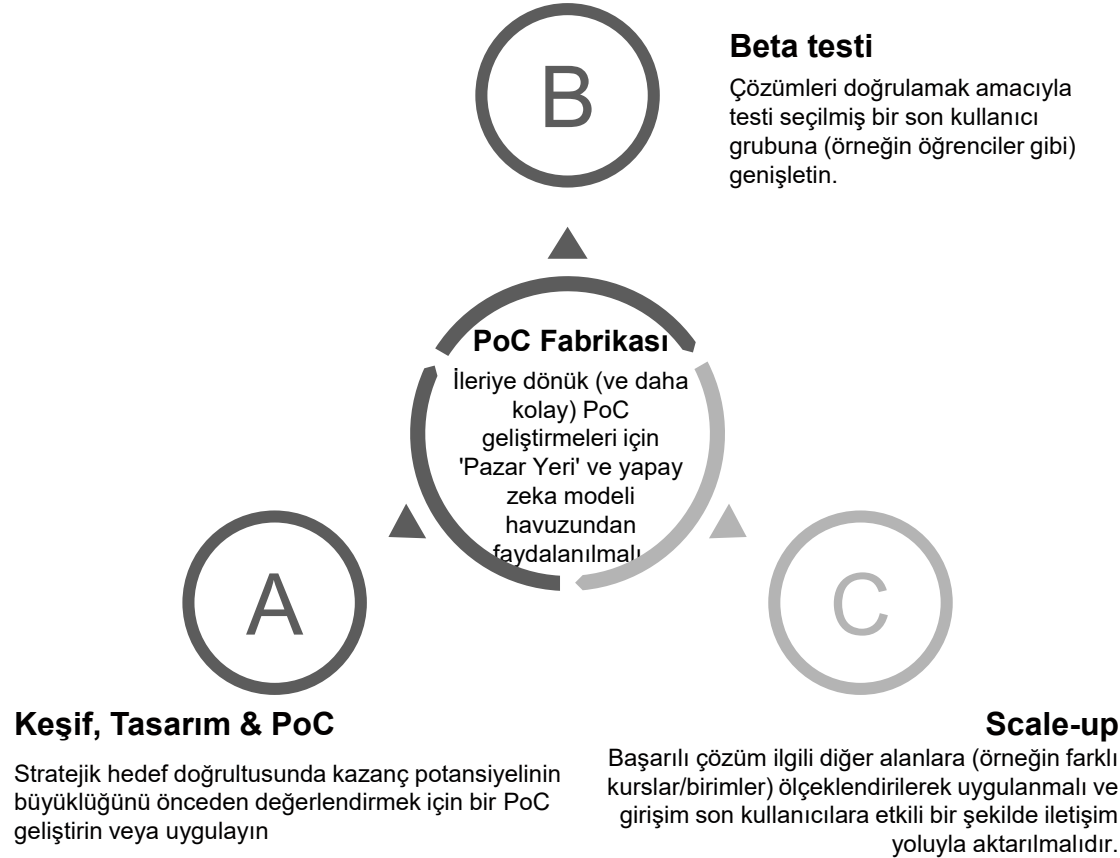 B
Beta testi
Çözümleri doğrulamak amacıyla
testi seçilmiş bir son kullanıcı
grubuna (örneğin öğrenciler gibi)
genişletin.
PoC Fabrikası
İleriye dönük (ve daha
kolay) PoC
geliştirmeleri için
'Pazar Yeri' ve yapay
zeka modeli
havuzundan
faydalanılmalı
A
Keşif, Tasarım & PoC
Stratejik hedef doğrultusunda kazanç potansiyelinin
büyüklüğünü önceden değerlendirmek için bir PoC
geliştirin veya uygulayın
C
Scale-up
Başarılı çözüm ilgili diğer alanlara (örneğin farklı
kurslar/birimler) ölçeklendirilerek uygulanmalı ve
girişim son kullanıcılara etkili bir şekilde iletişim
yoluyla aktarılmalıdır.